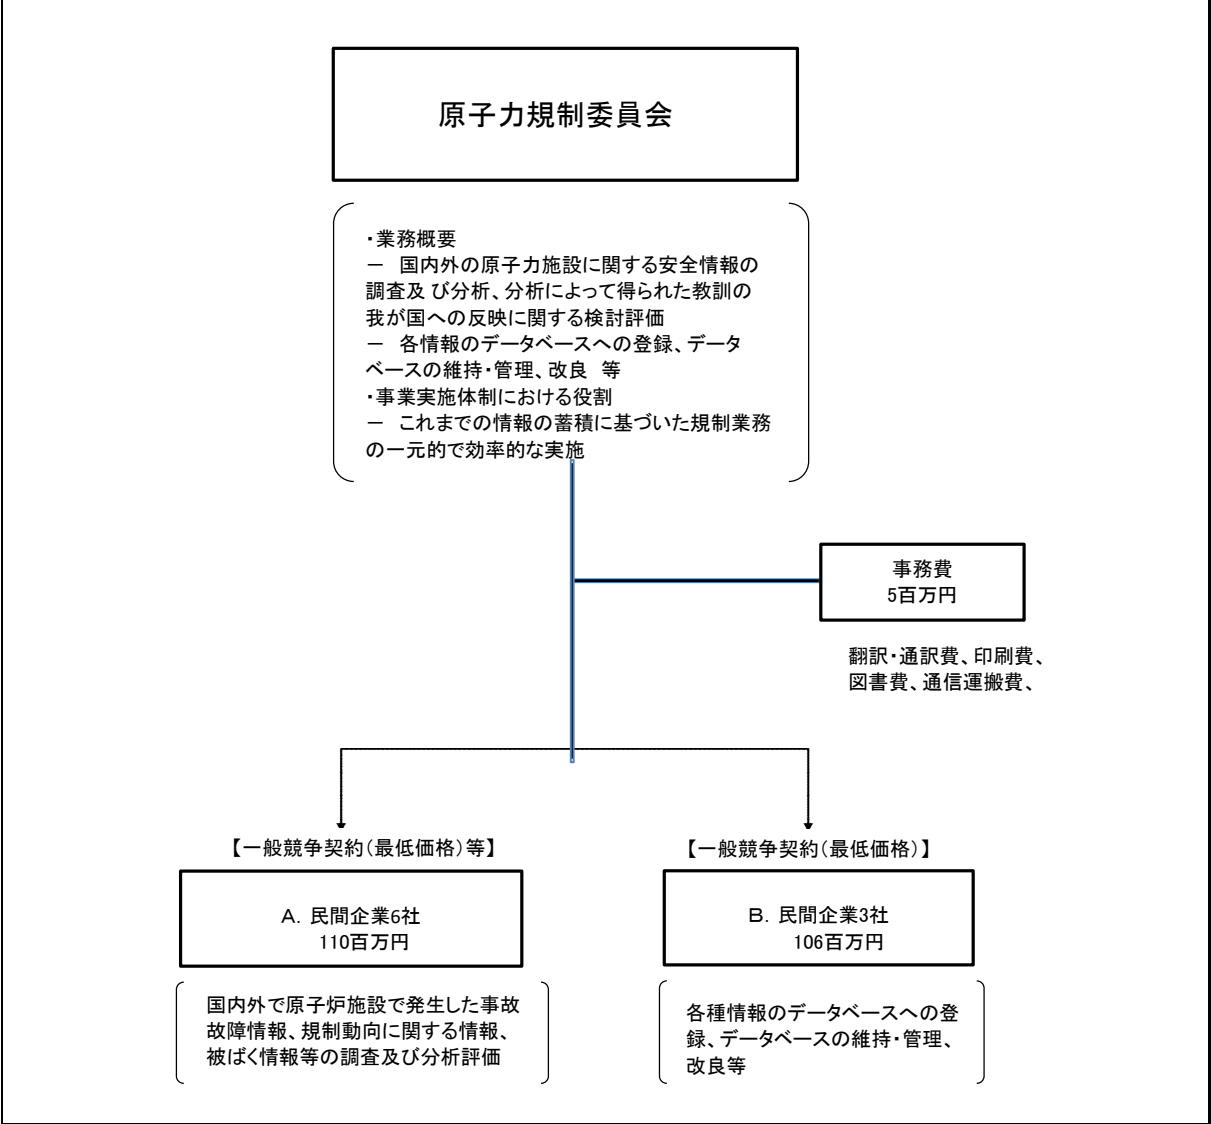 原子力規制委員会
・業務概要
－　国内外の原子力施設に関する安全情報の
調査及 び分析、分析によって得られた教訓の
我が国への反映に関する検討評価
－　各情報のデータベースへの登録、データ
ベースの維持・管理、改良　等
・事業実施体制における役割
－　これまでの情報の蓄積に基づいた規制業務
の一元的で効率的な実施
事務費
5百万円
翻訳・通訳費、印刷費、
図書費、通信運搬費、
【一般競争契約（最低価格）等】
【一般競争契約（最低価格）】
Ａ．民間企業6社
110百万円
Ｂ．民間企業3社
106百万円
国内外で原子炉施設で発生した事故
故障情報、規制動向に関する情報、
被ばく情報等の調査及び分析評価
各種情報のデータベースへの登
録、データベースの維持・管理、
改良等